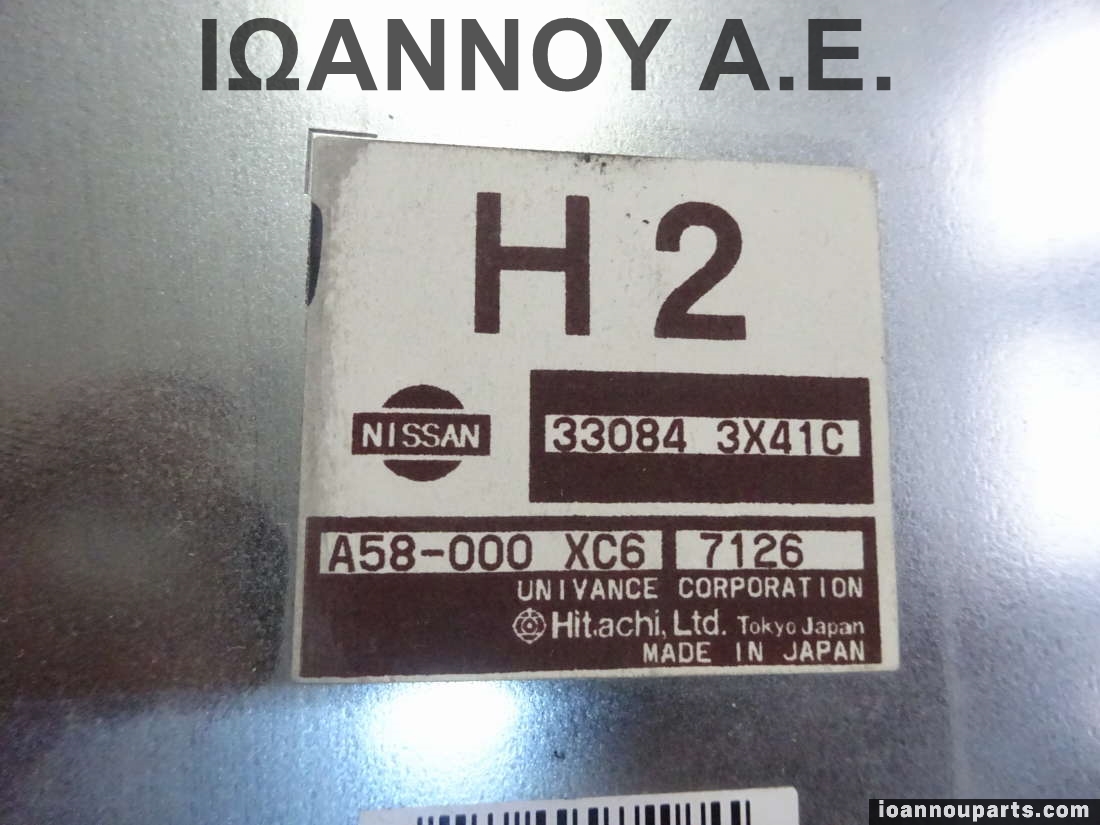 ΙΩΑΝΝΟΥ Α.Ε.
H2
NISSAN
33084 3X41C
A58-000 XC6 7126
UNIVANCE CORPORATION
Hitachi, Ltd. Tokyo Japan
MADE IN JAPAN
ioannouparts.com